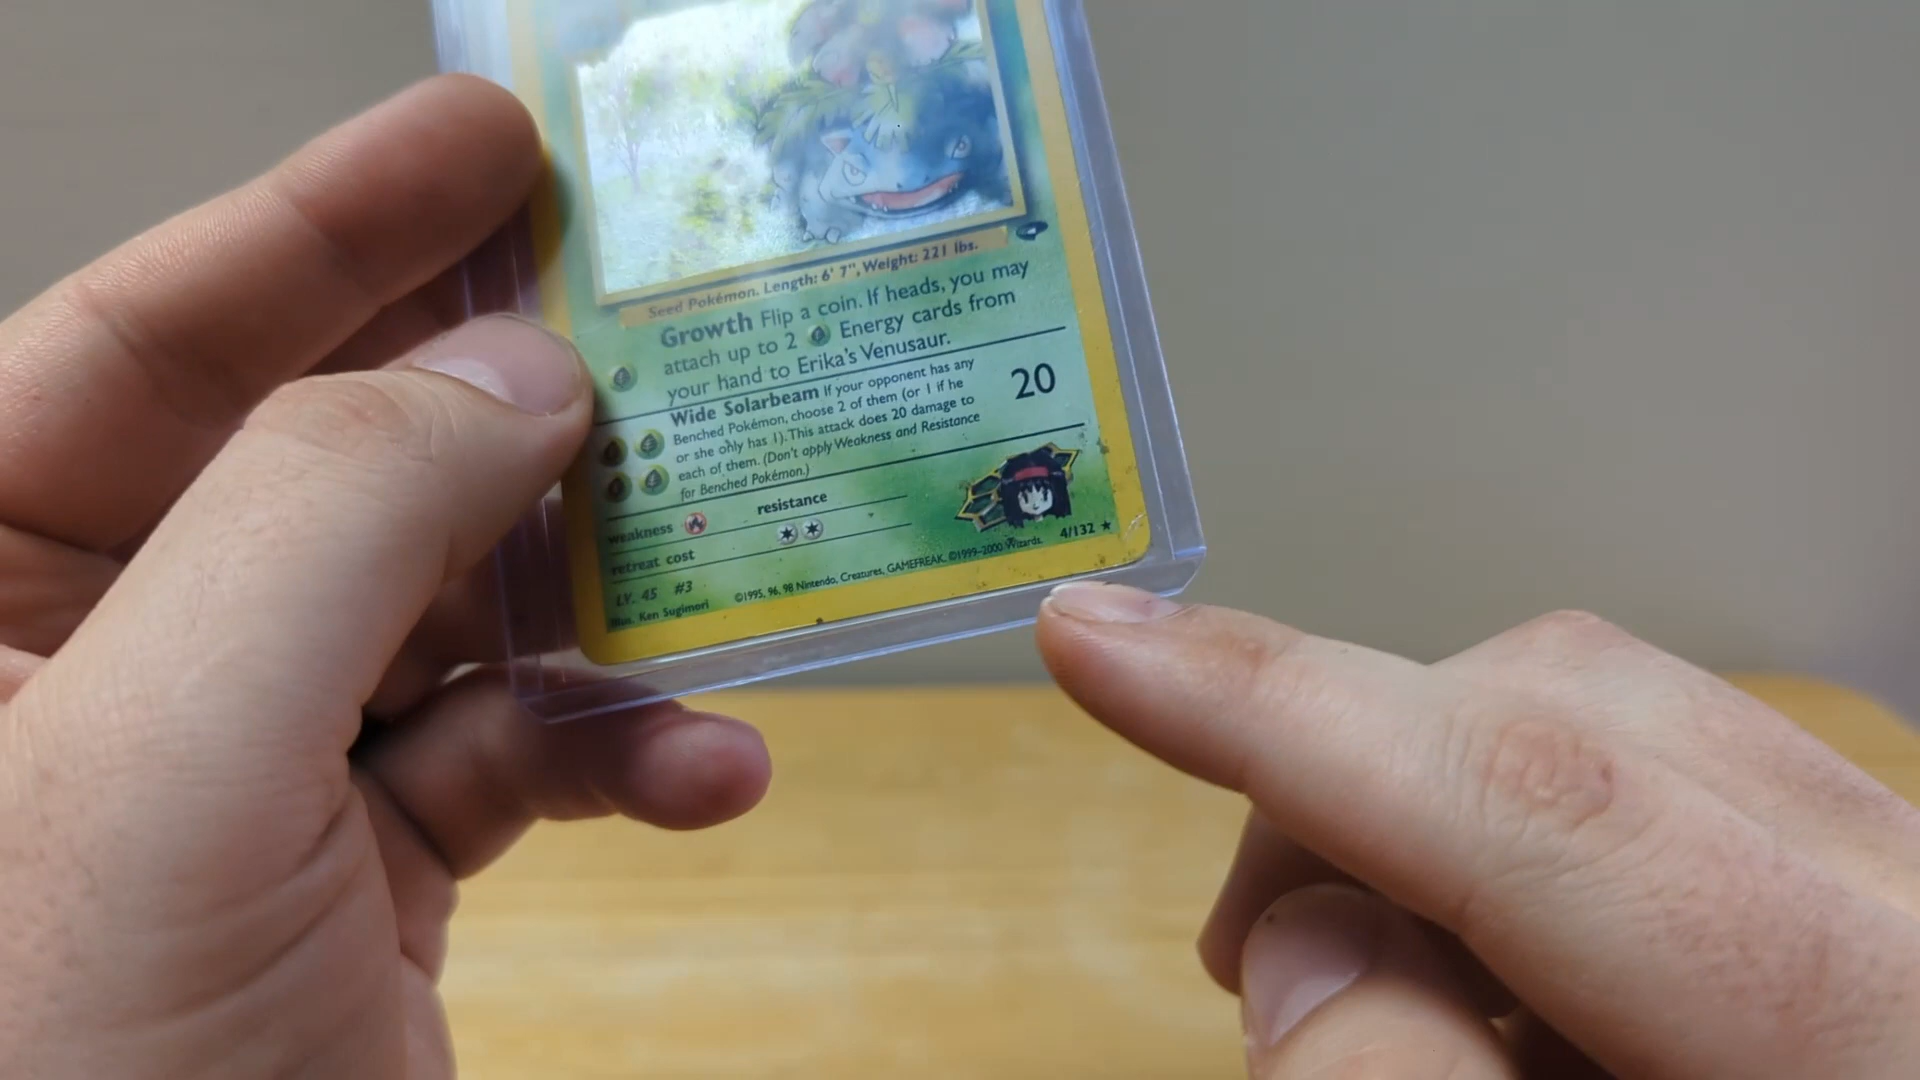 Seed Pokémon. Length: 6' 7", Weight: 221 lbs.
Growth Flip a coin. If heads, you may
attach up to 2 Energy cards from
your hand to Erika's Venusaur.
Wide Solarbeam If your opponent has any
Benched Pokémon, choose 2 of them (or 1 if he
or she only has 1). This attack does 20 damage to
each of them. (Don't apply Weakness and Resistance
for Benched Pokémon.)
20
weakness
resistance
retreat cost
4/132 ★
LV. 45 #3
Illus. Ken Sugimori
©1995, 96, 98 Nintendo, Creatures, GAMEFREAK. ©1999-2000 Wizards.